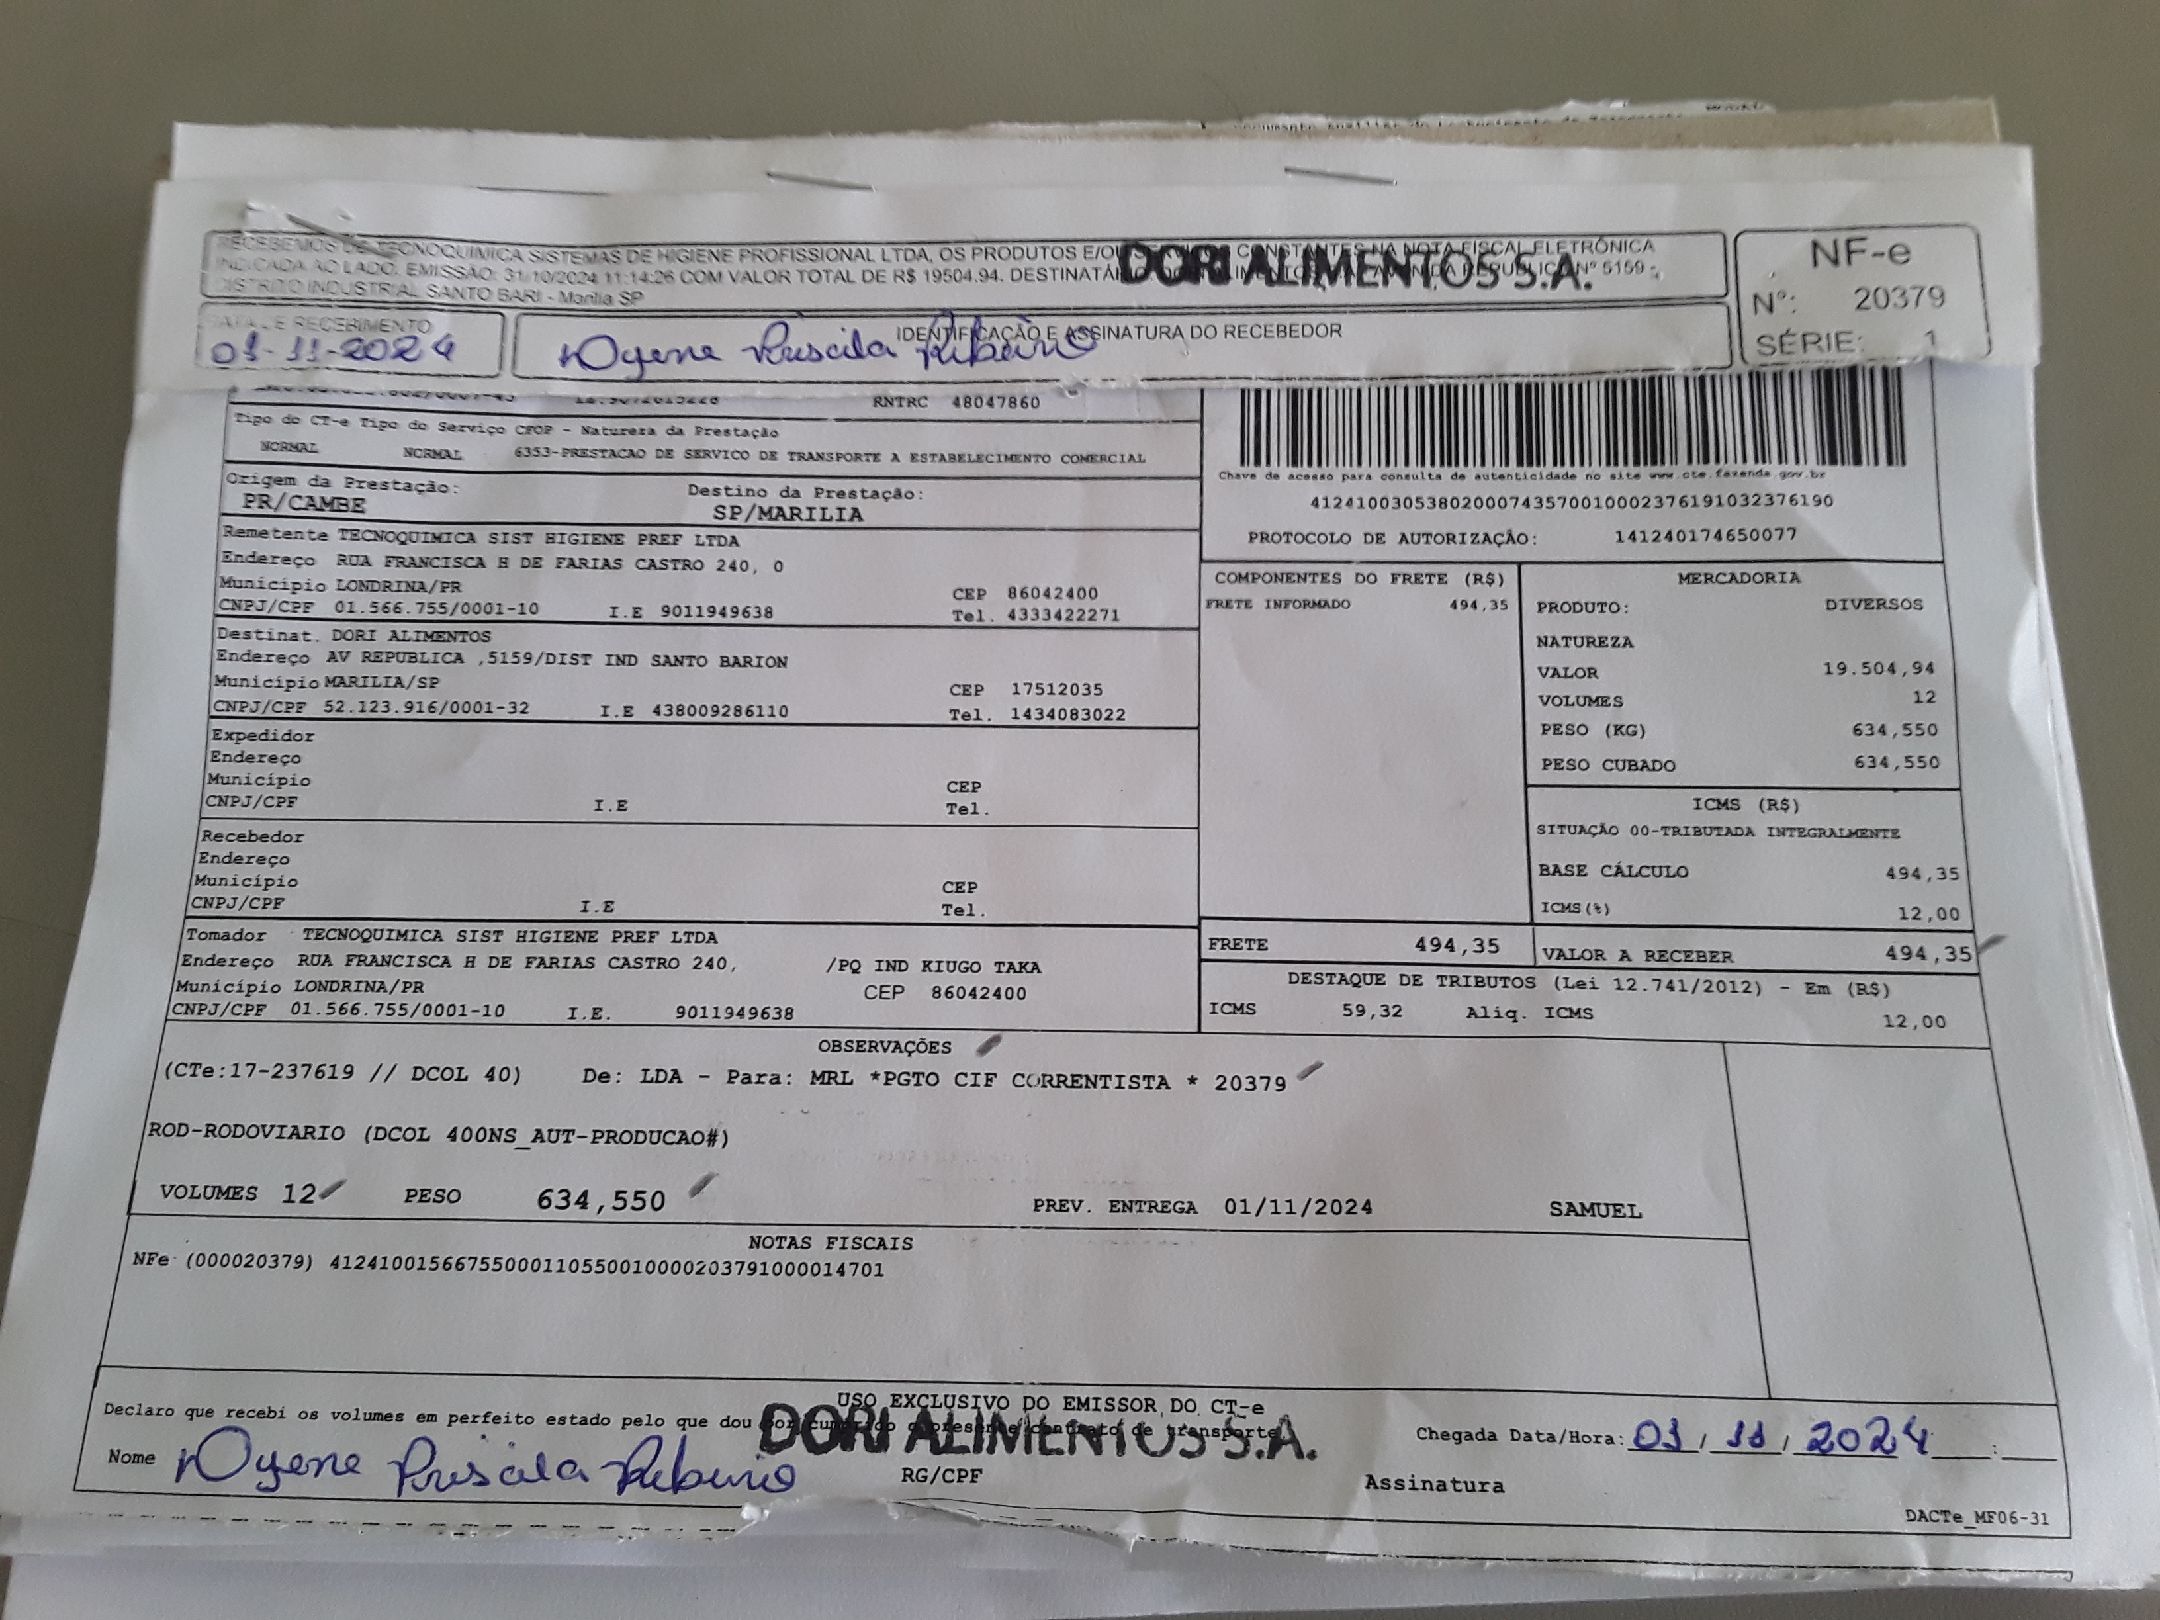 RECEBEMOS DE TECNOQUIMICA SISTEMAS DE HIGIENE PROFISSIONAL LTDA, OS PRODUTOS E/OU CONSTANTES NA NOTA FISCAL ELETRÔNICA
INDICADA AO LADO. EMISSÃO: 31/10/2024 11:14:26 COM VALOR TOTAL DE R$ 19504.94. DESTINATÁRIO: ALIMENTOS AVENIDA REPUBLICA Nº 5159 -
DISTRITO INDUSTRIAL SANTO BARI - Marília SP
DORI ALIMENTOS S.A.
NF-e
Nº: 20379
SÉRIE: 1
DATA DE RECEBIMENTO
01-11-2024
IDENTIFICAÇÃO E ASSINATURA DO RECEBEDOR
Priscila Ribeiro
RNTRC 48047860
Tipo do CT-e Tipo do Serviço CFOP - Natureza da Prestação
NORMAL NORMAL 6353-PRESTACAO DE SERVICO DE TRANSPORTE A ESTABELECIMENTO COMERCIAL
Origem da Prestação: Destino da Prestação:
PR/CAMBE SP/MARILIA
Remetente TECNOQUIMICA SIST HIGIENE PREF LTDA
Endereço RUA FRANCISCA H DE FARIAS CASTRO 240, 0
Município LONDRINA/PR CEP 86042400
CNPJ/CPF 01.566.755/0001-10 I.E 9011949638 Tel. 4333422271
Destinat. DORI ALIMENTOS
Endereço AV REPUBLICA ,5159/DIST IND SANTO BARION
Município MARILIA/SP CEP 17512035
CNPJ/CPF 52.123.916/0001-32 I.E 438009286110 Tel. 1434083022
Expedidor
Endereço
Município CEP
CNPJ/CPF I.E Tel.
Recebedor
Endereço
Município CEP
CNPJ/CPF I.E Tel.
Tomador TECNOQUIMICA SIST HIGIENE PREF LTDA
Endereço RUA FRANCISCA H DE FARIAS CASTRO 240, /PQ IND KIUGO TAKA
Município LONDRINA/PR CEP 86042400
CNPJ/CPF 01.566.755/0001-10 I.E. 9011949638
Chave de acesso para consulta de autenticidade no site www.cte.fazenda.gov.br
41241003053802000743570010002376191032376190
PROTOCOLO DE AUTORIZAÇÃO: 141240174650077
COMPONENTES DO FRETE (R$)
FRETE INFORMADO 494,35
MERCADORIA
PRODUTO: DIVERSOS
NATUREZA
VALOR 19.504,94
VOLUMES 12
PESO (KG) 634,550
PESO CUBADO 634,550
ICMS (R$)
SITUAÇÃO 00-TRIBUTADA INTEGRALMENTE
BASE CÁLCULO 494,35
ICMS(%) 12,00
FRETE 494,35 VALOR A RECEBER 494,35
DESTAQUE DE TRIBUTOS (Lei 12.741/2012) - Em (R$)
ICMS 59,32 Aliq. ICMS 12,00
OBSERVAÇÕES
(CTe:17-237619 // DCOL 40) De: LDA - Para: MRL *PGTO CIF CORRENTISTA * 20379
ROD-RODOVIARIO (DCOL 400NS_AUT-PRODUCAO#)
VOLUMES 12 PESO 634,550 PREV. ENTREGA 01/11/2024 SAMUEL
NOTAS FISCAIS
NFe (000020379) 41241001566755000110550010000203791000014701
USO EXCLUSIVO DO EMISSOR DO CT-e
Declaro que recebi os volumes em perfeito estado pelo que dou por cumprido o presente contrato de transporte
DORI ALIMENTOS S.A.
Chegada Data/Hora: 01/11/2024 :
Nome Priscila Ribeiro RG/CPF Assinatura
DACTe_MF06-31